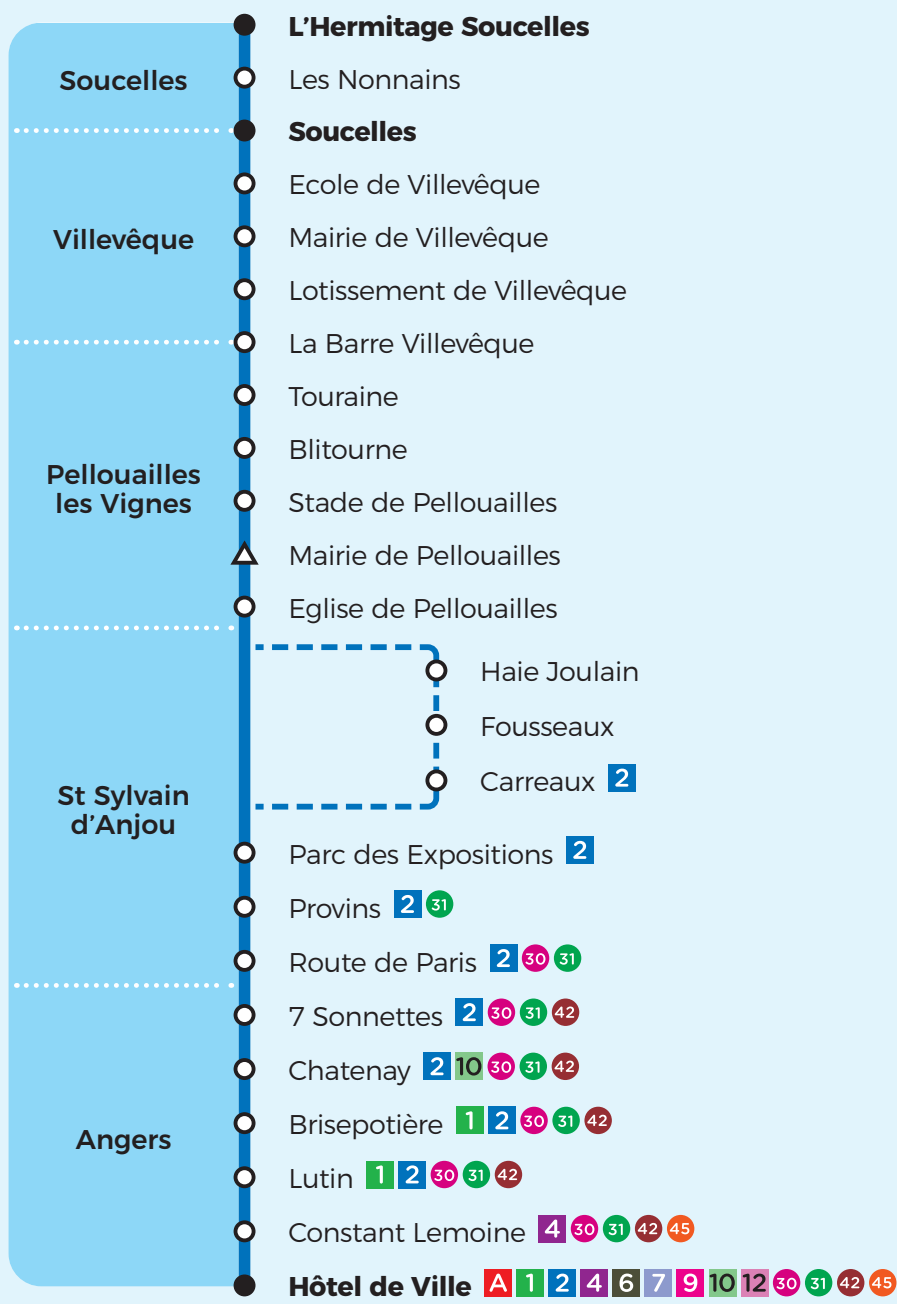 L'Hermitage Soucelles
Soucelles
Les Nonnains
Soucelles
Ecole de Villevêque
Villevêque
Mairie de Villevêque
Lotissement de Villevêque
La Barre Villevêque
Touraine
Blitourne
Pellouailles
les Vignes
Stade de Pellouailles
Mairie de Pellouailles
Eglise de Pellouailles
Haie Joulain
Fousseaux
Carreaux 2
St Sylvain
d'Anjou
Parc des Expositions 2
Provins 2 31
Route de Paris 2 30 31
7 Sonnettes 2 30 31 42
Chatenay 2 10 30 31 42
Brisepotière 1 2 30 31 42
Angers
Lutin 1 2 30 31 42
Constant Lemoine 4 30 31 42 45
Hôtel de Ville A 1 2 4 6 7 9 10 12 30 31 42 45